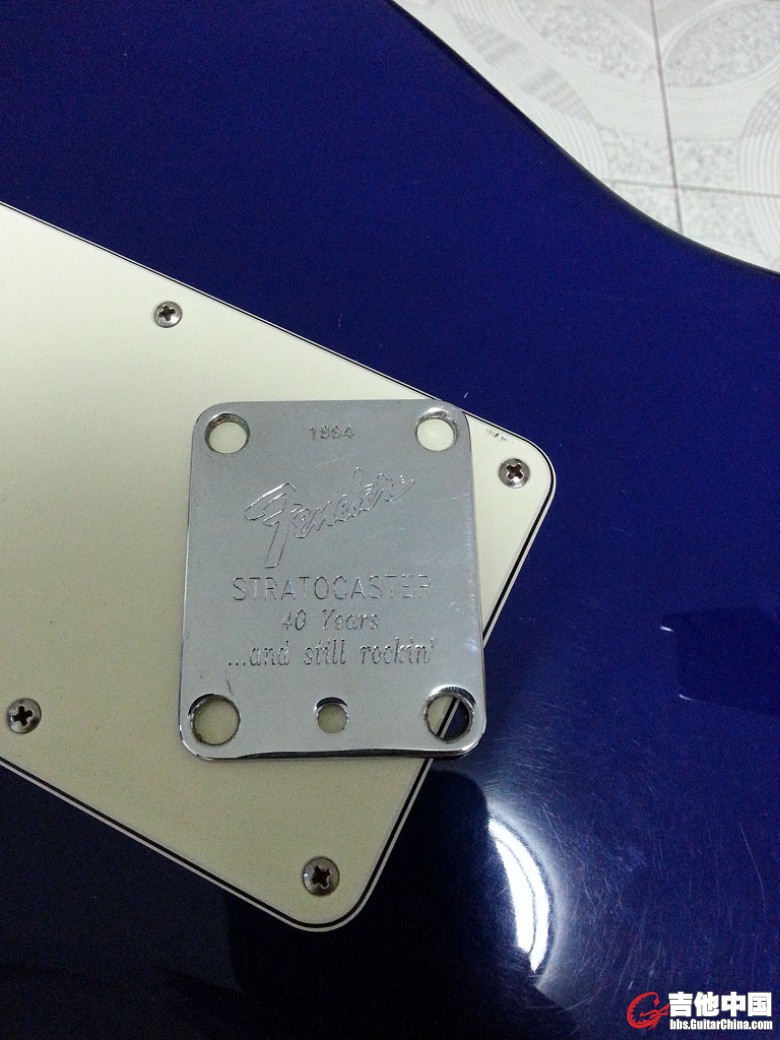 1994
Fender
STRATOCASTER
40 Years
...and still rockin'
吉他中国
bbs.GuitarChina.com